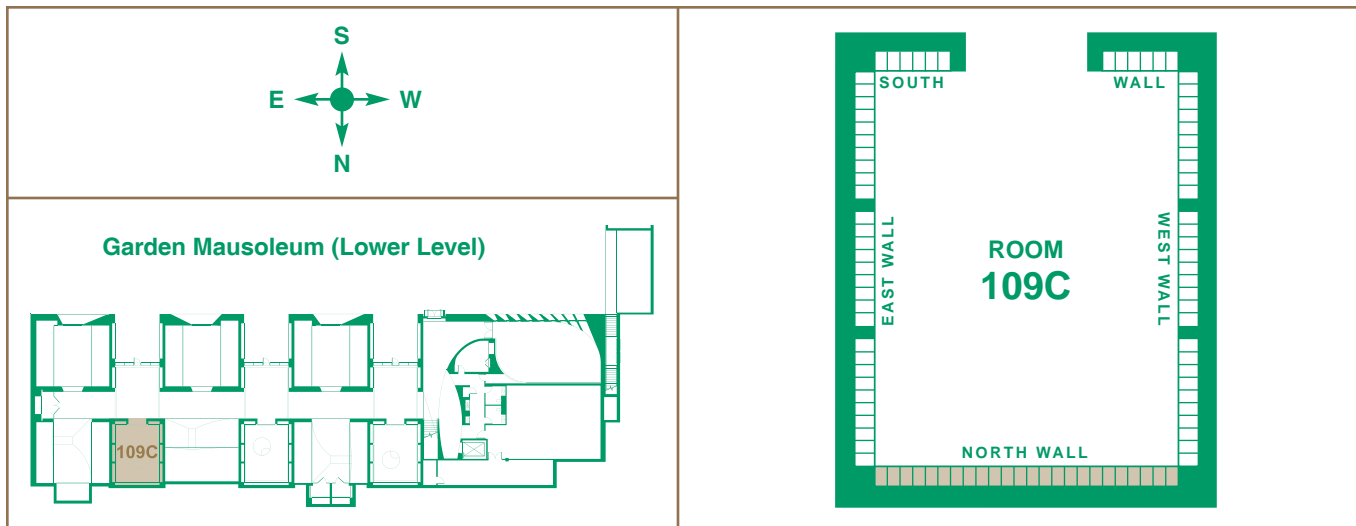 S
E W
N
Garden Mausoleum (Lower Level)
109C
SOUTH WALL
EAST WALL
ROOM
109C
WEST WALL
NORTH WALL